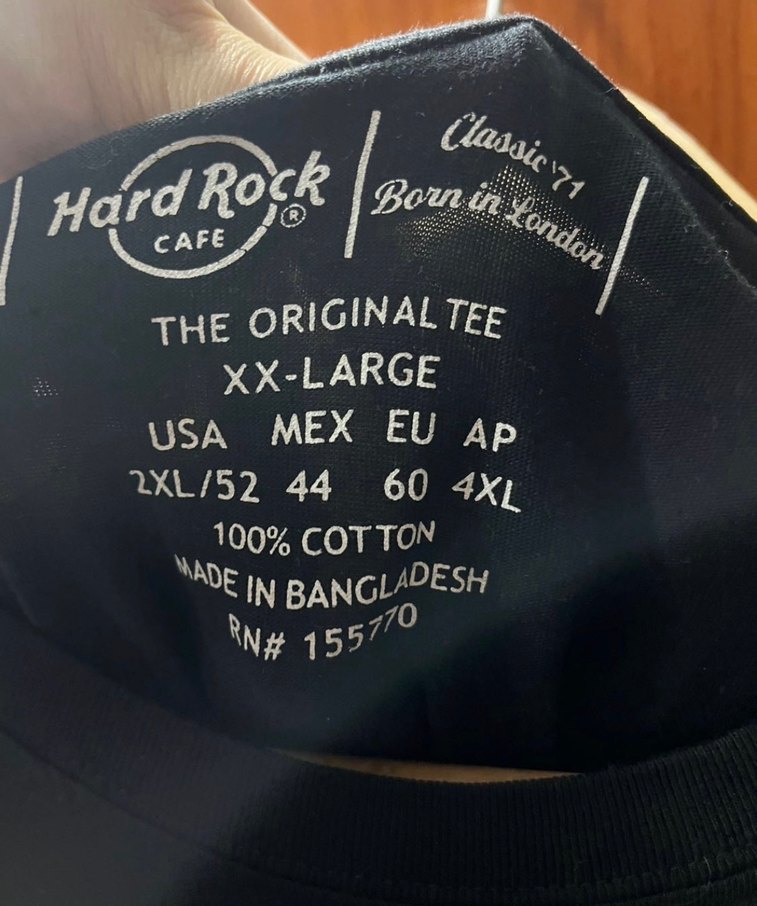 Hard Rock ®
CAFE
Classic '71
Born in London
THE ORIGINAL TEE
XX-LARGE
USA MEX EU AP
2XL/52 44 60 4XL
100% COTTON
MADE IN BANGLADESH
RN# 155770